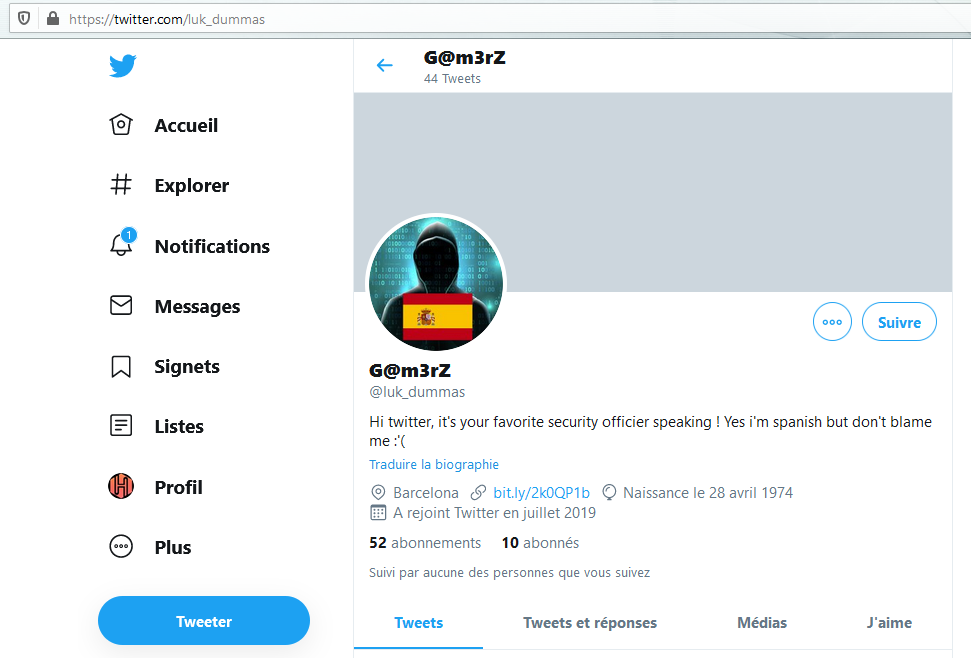 https://twitter.com/luk_dummas
G@m3rZ
44 Tweets
Accueil
Explorer
1
Notifications
Messages
Signets
Listes
Profil
Plus
Tweeter
Suivre
G@m3rZ
@luk_dummas
Hi twitter, it's your favorite security officier speaking ! Yes i'm spanish but don't blame
me :'(
Traduire la biographie
Barcelona bit.ly/2k0QP1b Naissance le 28 avril 1974
A rejoint Twitter en juillet 2019
52 abonnements 10 abonnés
Suivi par aucune des personnes que vous suivez
Tweets Tweets et réponses Médias J'aime